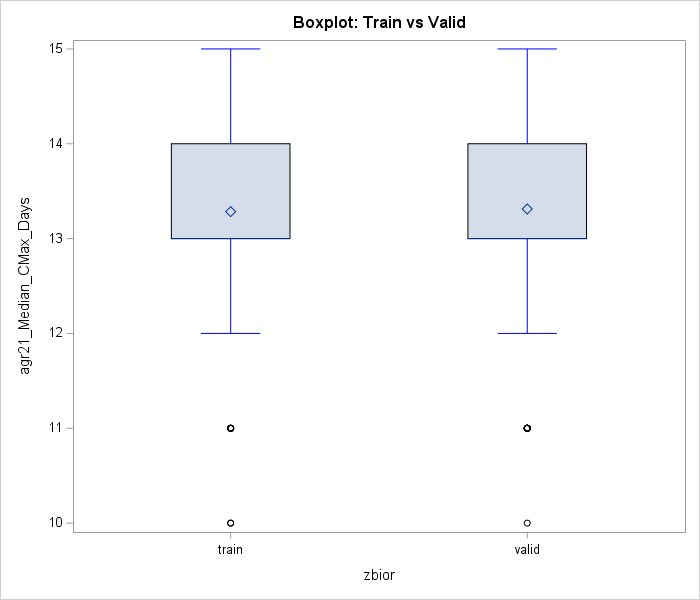 Boxplot: Train vs Valid
agr21_Median_CMax_Days
15
14
13
12
11
10
train valid
zbior